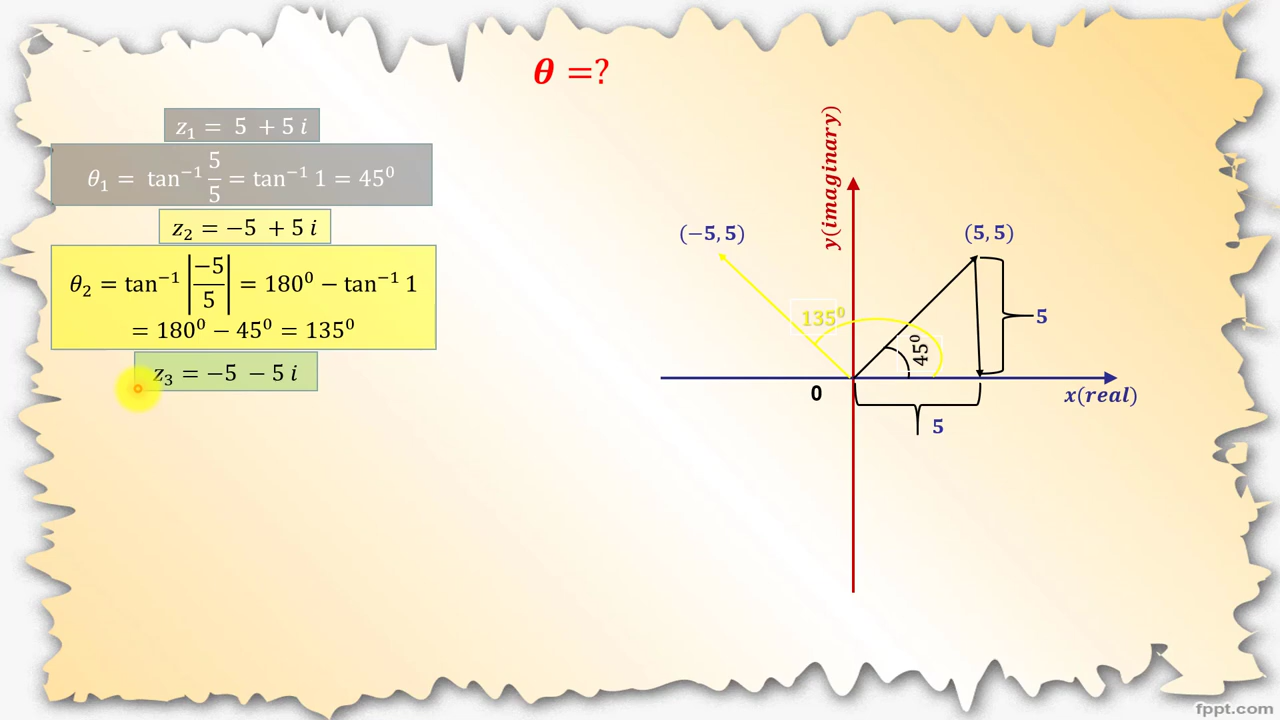 θ =?
z₁ = 5 + 5 i
θ₁ = tan⁻¹ 5/5 = tan⁻¹ 1 = 45⁰
z₂ = −5 + 5 i
θ₂ = tan⁻¹ |−5/5| = 180⁰ − tan⁻¹ 1
= 180⁰ − 45⁰ = 135⁰
z₃ = −5 − 5 i
y(imaginary)
(−5, 5)
(5, 5)
135⁰
45⁰
5
0
x(real)
5
fppt.com